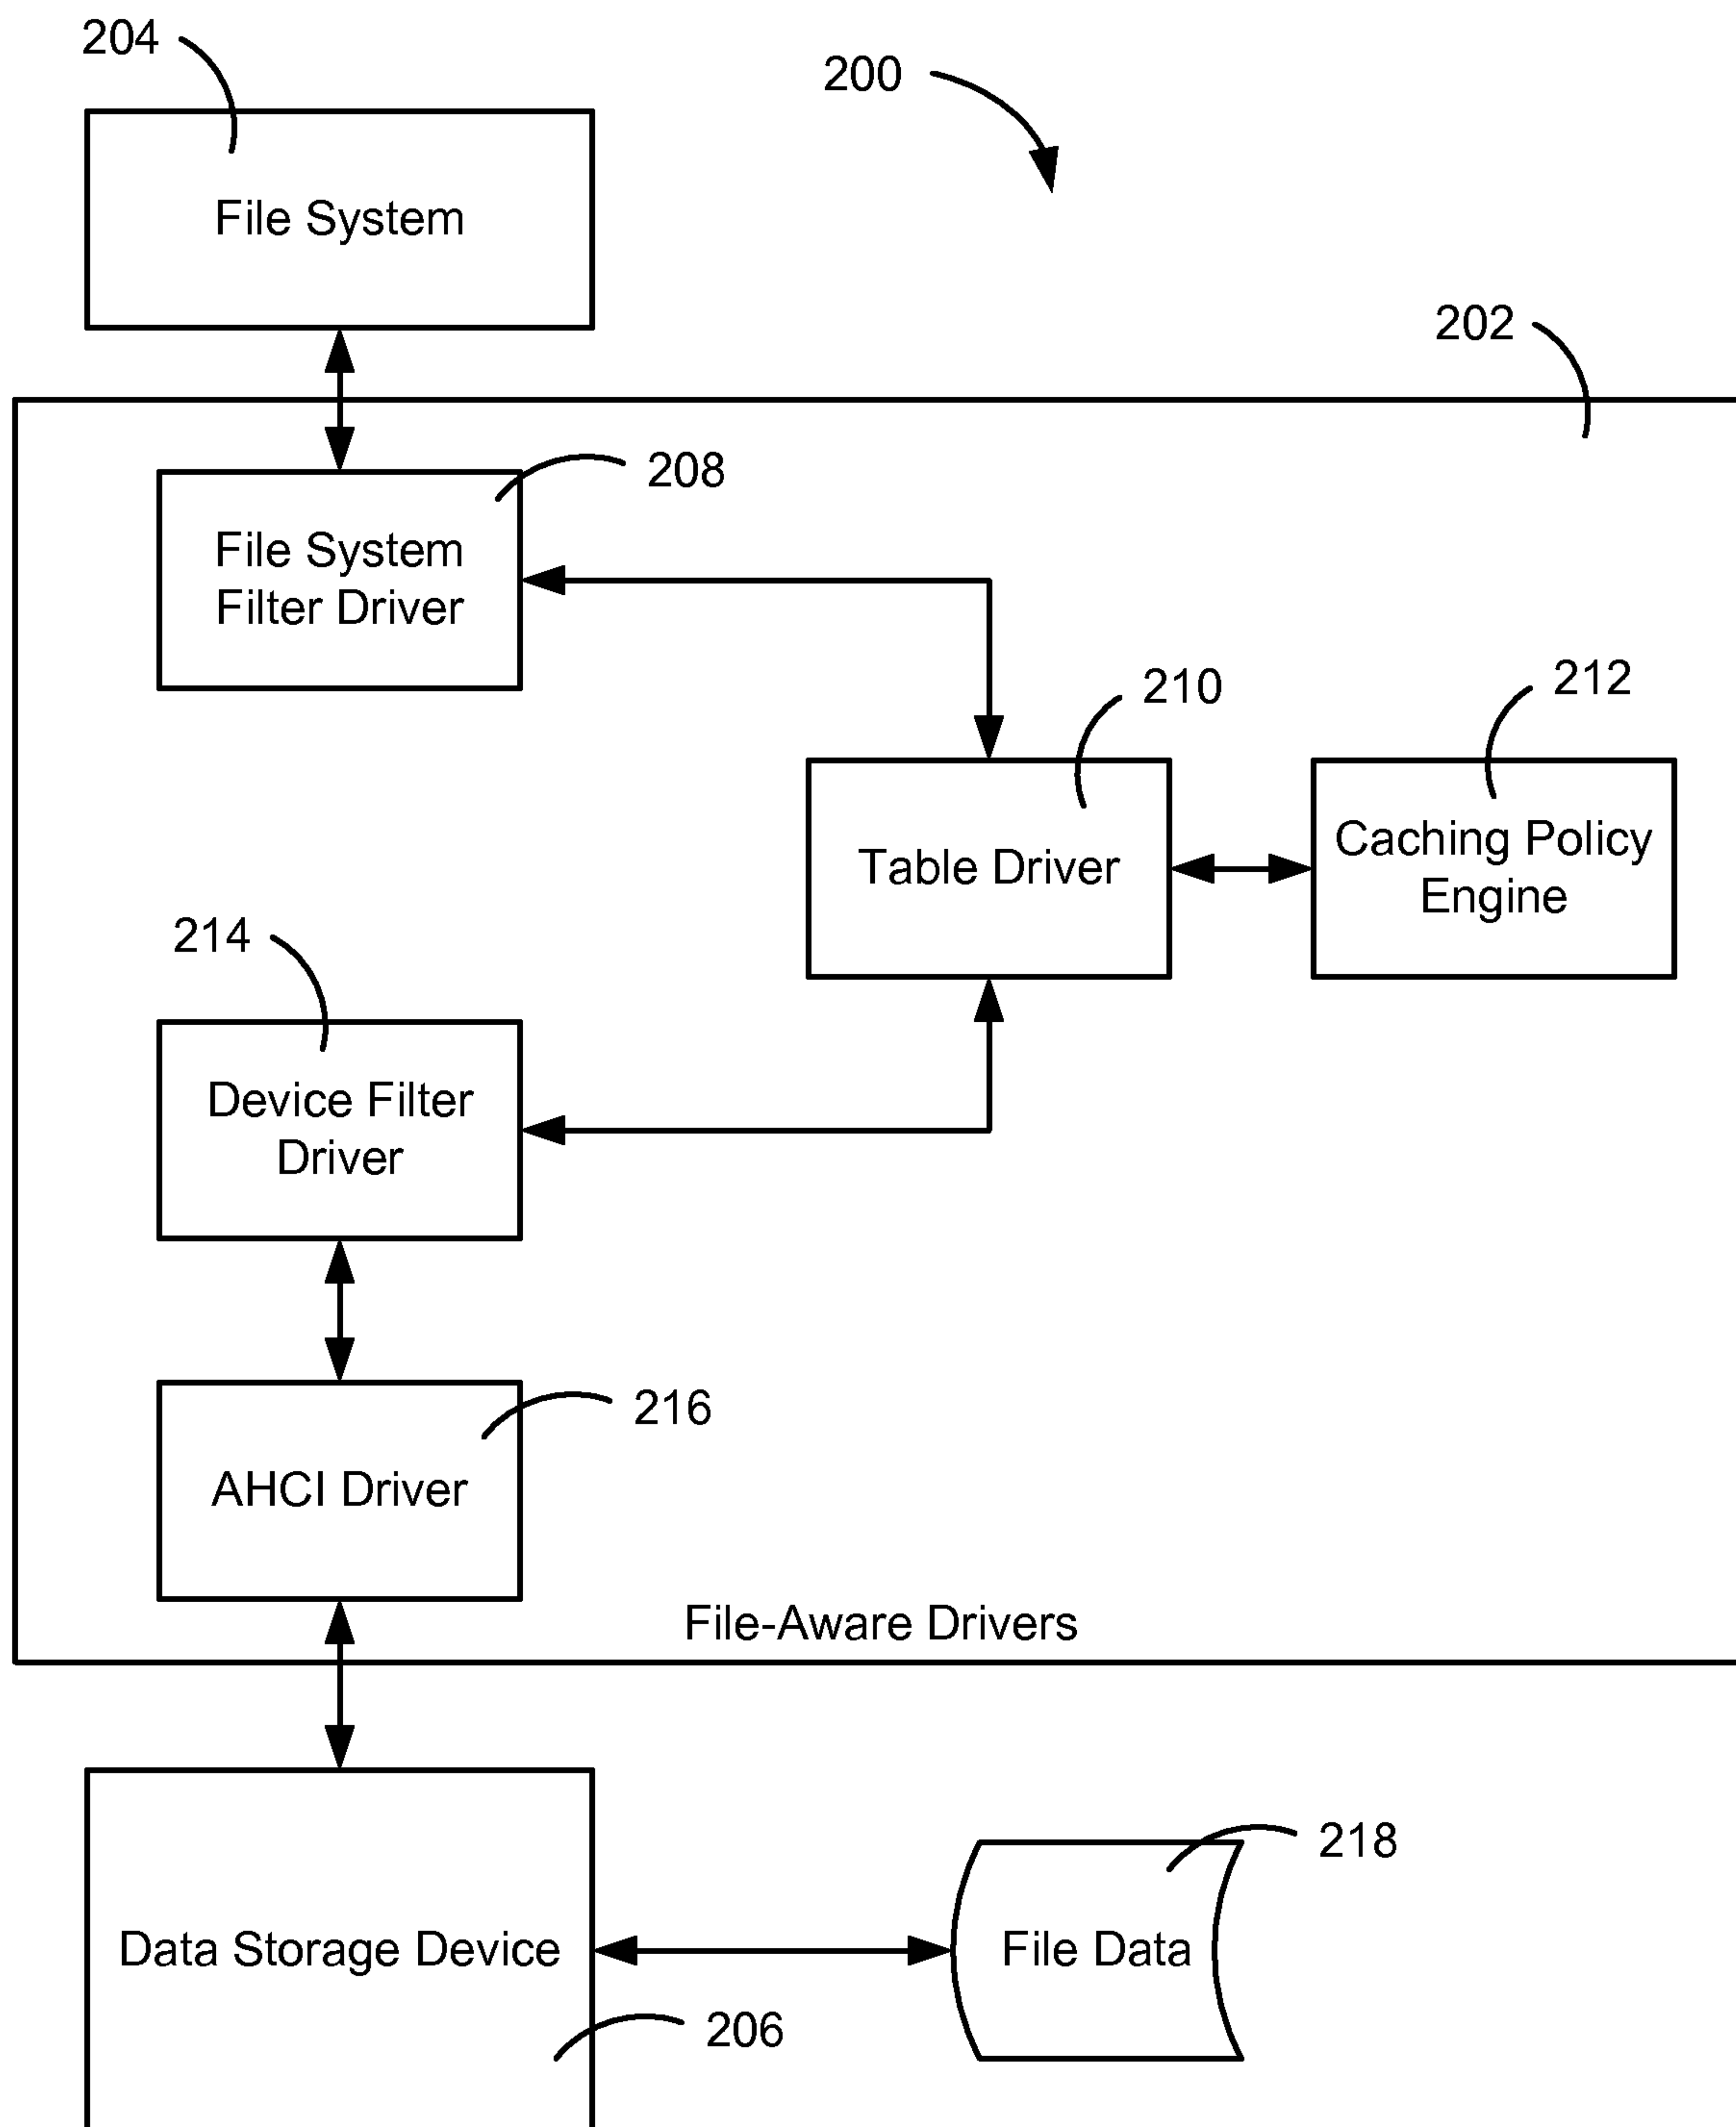 204
200
File System
202
208
File System
Filter Driver
210
212
Table Driver
Caching Policy
Engine
214
Device Filter
Driver
216
AHCI Driver
File-Aware Drivers
218
Data Storage Device
File Data
206